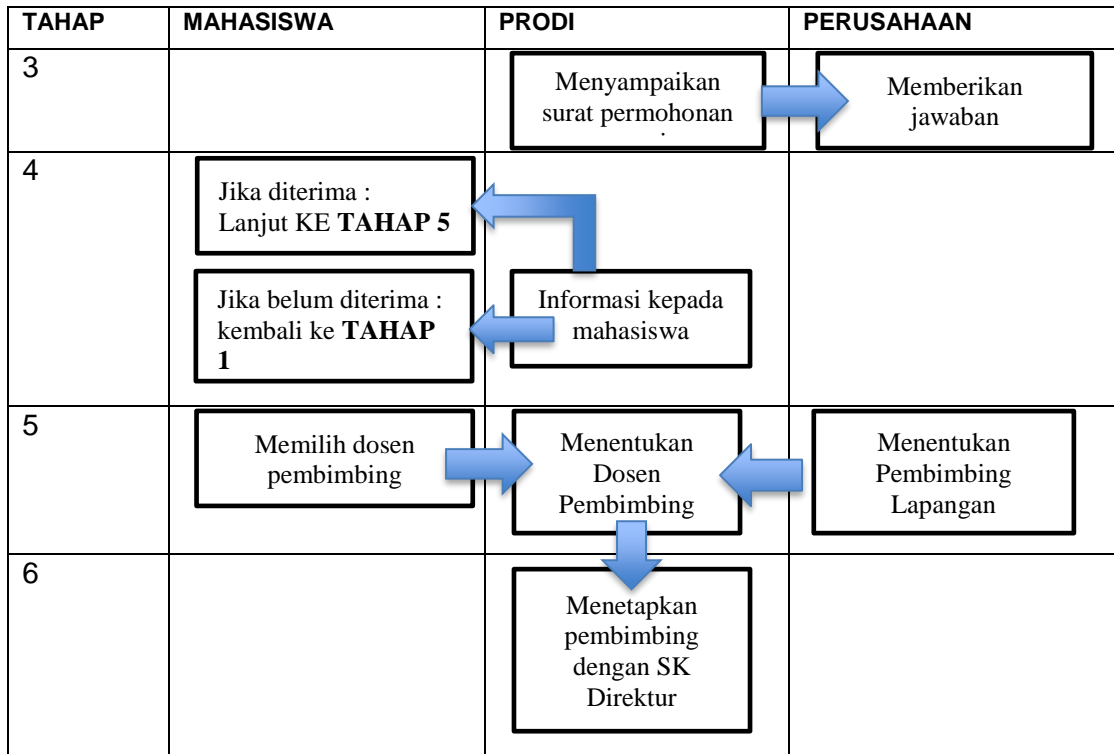 TAHAP MAHASISWA PRODI PERUSAHAAN
3
Menyampaikan
surat permohonan
Memberikan
jawaban
4
Jika diterima :
Lanjut KE TAHAP 5
Jika belum diterima :
kembali ke TAHAP
1
Informasi kepada
mahasiswa
5
Memilih dosen
pembimbing
Menentukan
Dosen
Pembimbing
Menentukan
Pembimbing
Lapangan
6
Menetapkan
pembimbing
dengan SK
Direktur